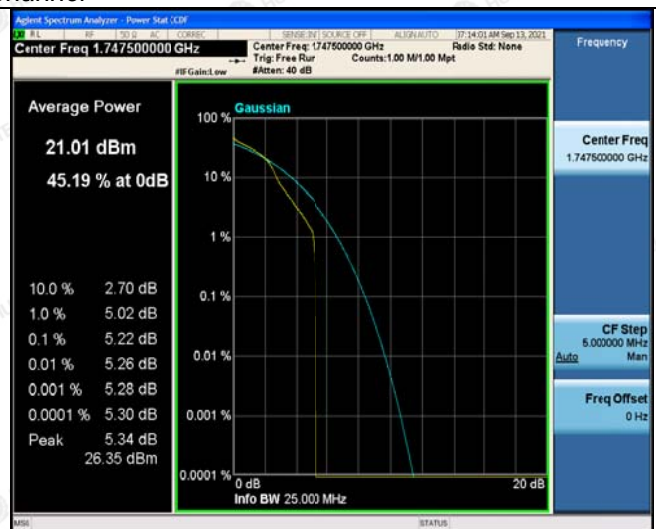 Agilent Spectrum Analyzer - Power Stat CCDF
RL RF 50 Ω AC CORREC SENSE:INT SOURCE OFF ALIGN AUTO 07:14:01 AM Sep 13, 2021
Center Freq 1.747500000 GHz
Center Freq: 1.747500000 GHz Radio Std: None
Trig: Free Run Counts:1.00 M/1.00 Mpt
#IFGain:Low #Atten: 40 dB
Frequency
Average Power
21.01 dBm
45.19 % at 0dB
10.0 % 2.70 dB
1.0 % 5.02 dB
0.1 % 5.22 dB
0.01 % 5.26 dB
0.001 % 5.28 dB
0.0001 % 5.30 dB
Peak 5.34 dB
26.35 dBm
Gaussian
100 %
10 %
1 %
0.1 %
0.01 %
0.001 %
0.0001 %
0 dB 20 dB
Info BW 25.000 MHz
Center Freq
1.747500000 GHz
CF Step
5.000000 MHz
Auto Man
Freq Offset
0 Hz
MSG STATUS